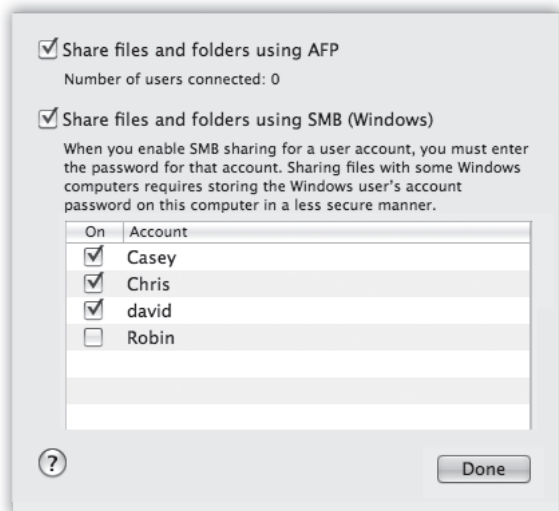 Share files and folders using AFP
Number of users connected: 0
Share files and folders using SMB (Windows)
When you enable SMB sharing for a user account, you must enter
the password for that account. Sharing files with some Windows
computers requires storing the Windows user's account
password on this computer in a less secure manner.
On Account
Casey
Chris
david
Robin
?
Done